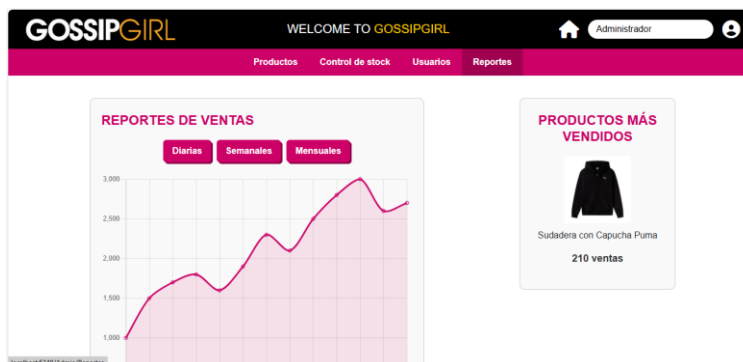 GOSSIPGIRL
WELCOME TO GOSSIPGIRL
Administrador
Productos
Control de stock
Usuarios
Reportes
REPORTES DE VENTAS
Diarias
Semanales
Mensuales
3,000
2,500
2,000
1,500
1,000
PRODUCTOS MÁS
VENDIDOS
Sudadera con Capucha Puma
210 ventas